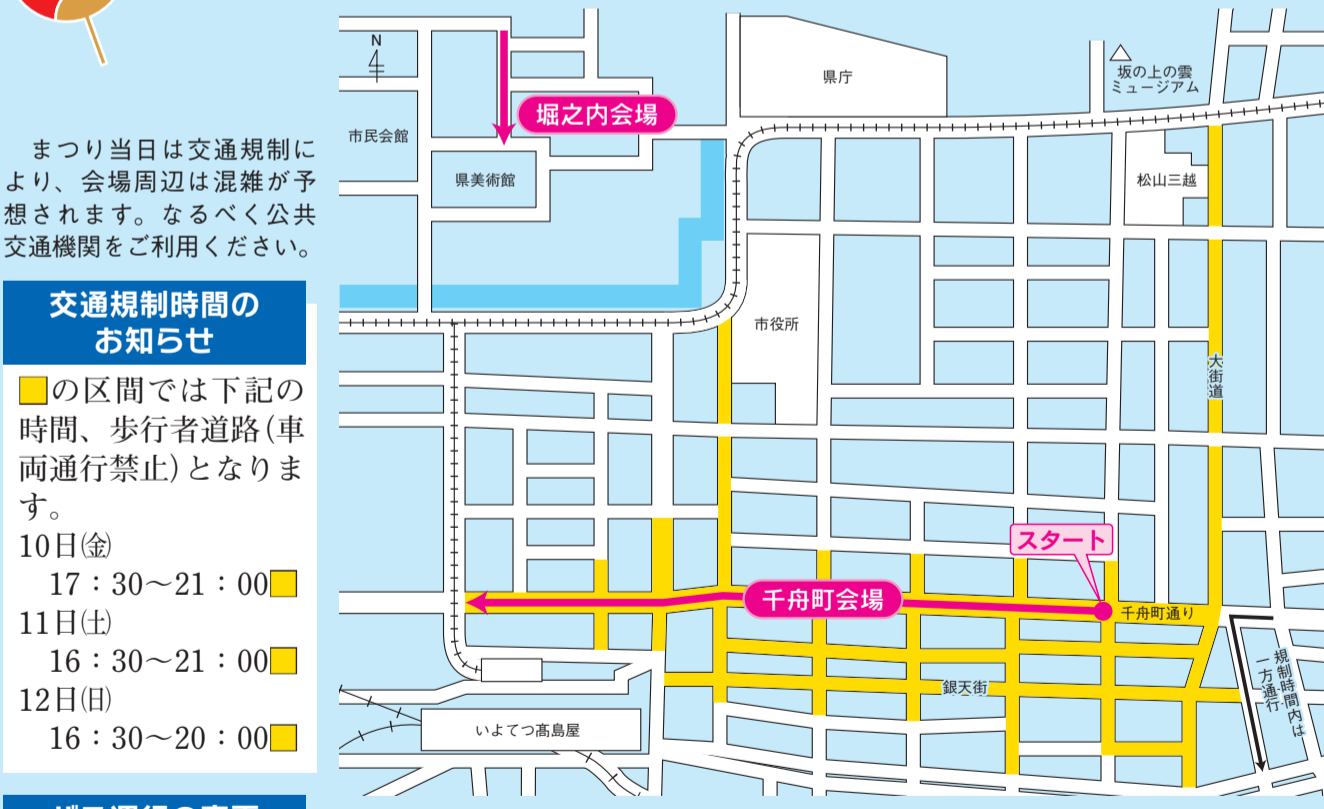 まつり当日は交通規制に
より、会場周辺は混雑が予
想されます。なるべく公共
交通機関をご利用ください。
交通規制時間の
お知らせ
の区間では下記の
時間、歩行者道路(車
両通行禁止)となりま
す。
10日㈮
17：30～21：00
11日㈯
16：30～21：00
12日㈰
16：30～20：00
N
堀之内会場
市民会館
県美術館
県庁
坂の上の雲
ミュージアム
松山三越
市役所
大街道
スタート
千舟町会場
千舟町通り
銀天街
いよてつ髙島屋
規制時間内は
一方通行